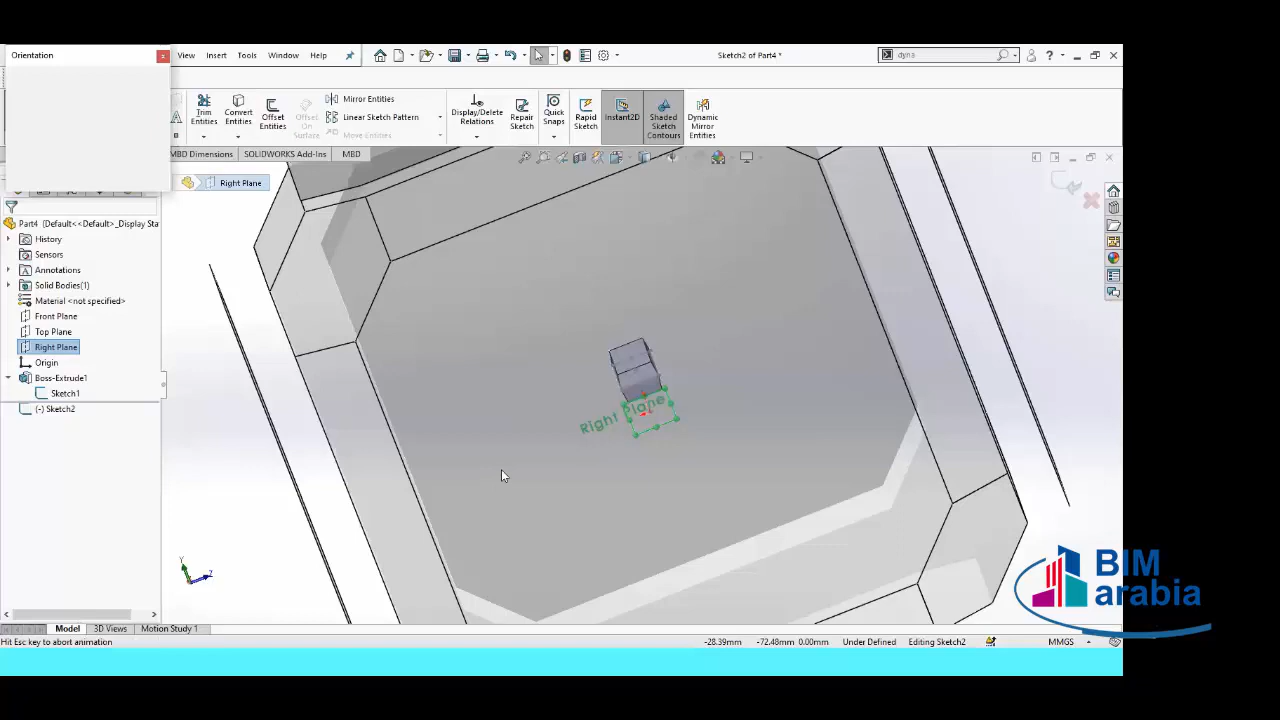 Orientation
View Insert Tools Window Help
Sketch2 of Part4 *
dyna
Trim Entities
Convert Entities
Offset Entities
Offset On Surface
Mirror Entities
Linear Sketch Pattern
Move Entities
Display/Delete Relations
Repair Sketch
Quick Snaps
Rapid Sketch
Instant2D
Shaded Sketch Contours
Dynamic Mirror Entities
MBD Dimensions SOLIDWORKS Add-Ins MBD
Right Plane
Part4 (Default<<Default>_Display Sta
History
Sensors
Annotations
Solid Bodies(1)
Material <not specified>
Front Plane
Top Plane
Right Plane
Origin
Boss-Extrude1
Sketch1
(-) Sketch2
Right Plane
Y
Z
BIM
arabia
Model 3D Views Motion Study 1
Hit Esc key to abort animation
-28.39mm -72.48mm 0.00mm Under Defined Editing Sketch2 MMGS